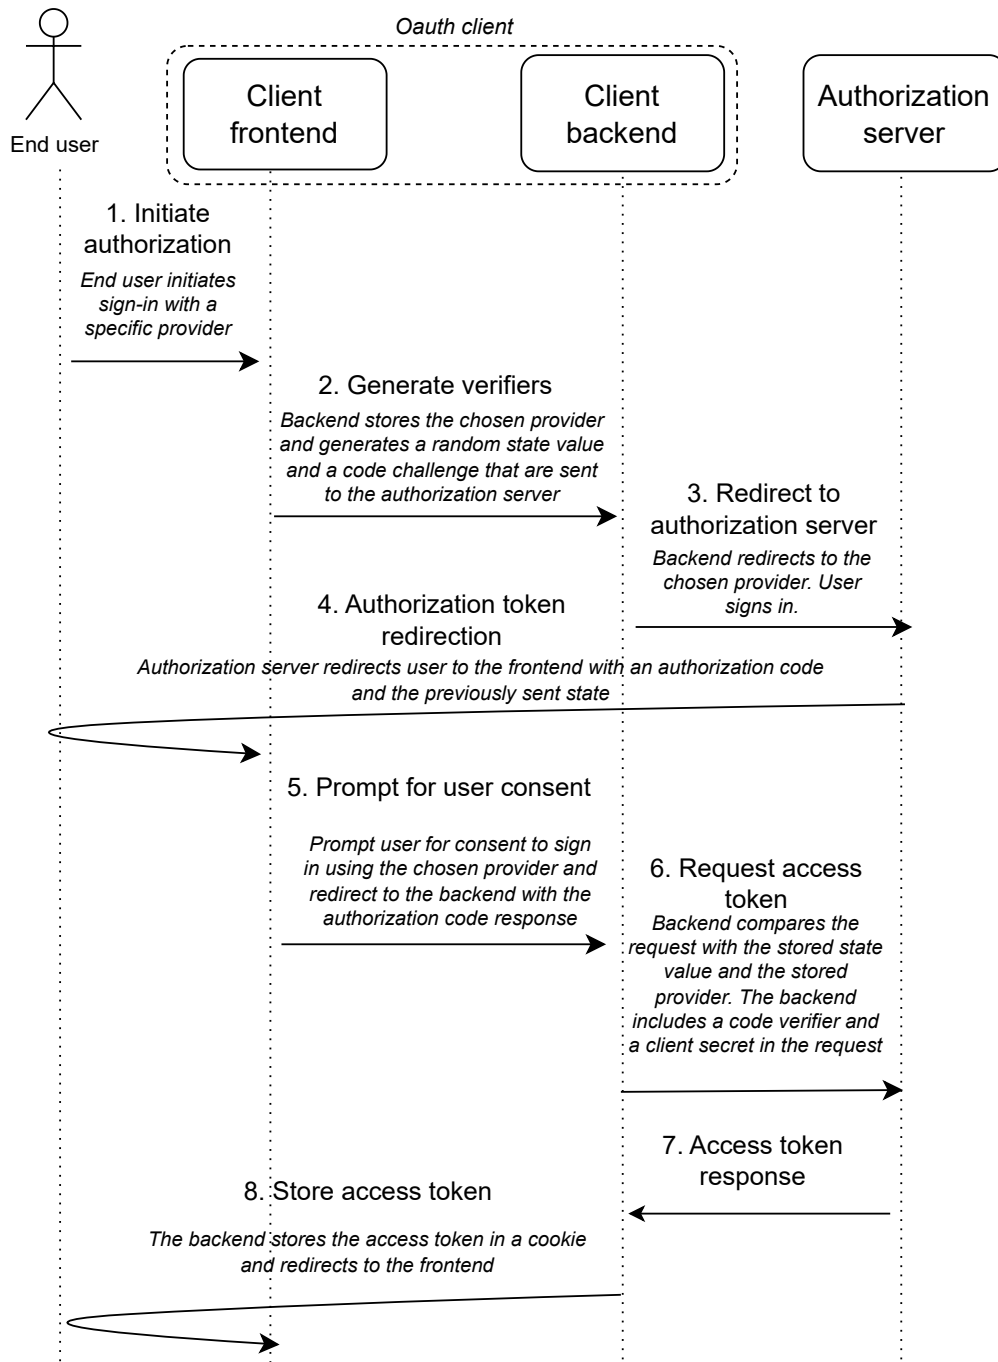 Oauth client
End user
Client
frontend
Client
backend
Authorization
server
1. Initiate
authorization
End user initiates
sign-in with a
specific provider
2. Generate verifiers
Backend stores the chosen provider
and generates a random state value
and a code challenge that are sent
to the authorization server
3. Redirect to
authorization server
Backend redirects to the
chosen provider. User
signs in.
4. Authorization token
redirection
Authorization server redirects user to the frontend with an authorization code
and the previously sent state
5. Prompt for user consent
Prompt user for consent to sign
in using the chosen provider and
redirect to the backend with the
authorization code response
6. Request access
token
Backend compares the
request with the stored state
value and the stored
provider. The backend
includes a code verifier and
a client secret in the request
7. Access token
response
8. Store access token
The backend stores the access token in a cookie
and redirects to the frontend